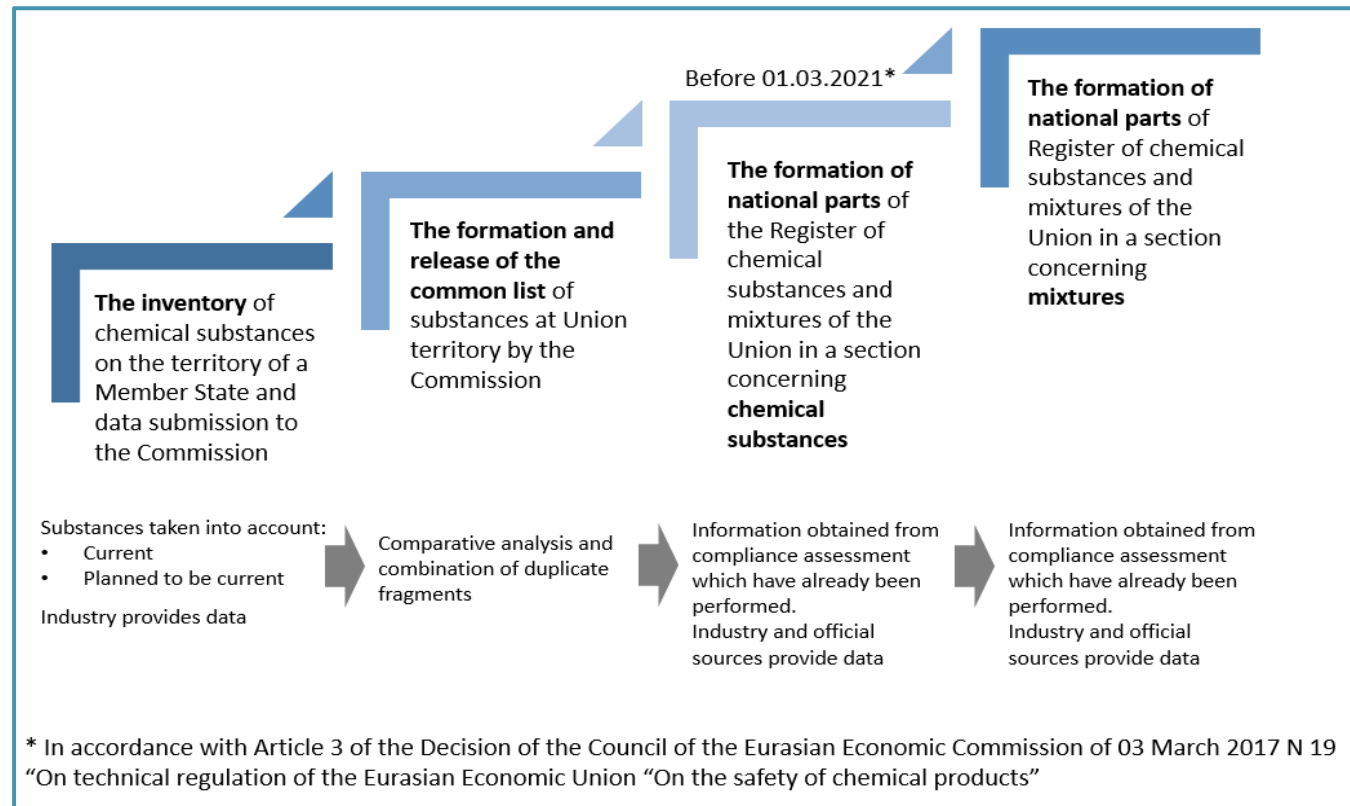 Before 01.03.2021*
The inventory of
chemical substances
on the territory of a
Member State and
data submission to
the Commission
The formation and
release of the
common list of
substances at Union
territory by the
Commission
The formation of
national parts of
the Register of
chemical
substances and
mixtures of the
Union in a section
concerning
chemical
substances
The formation of
national parts of
Register of chemical
substances and
mixtures of the
Union in a section
concerning
mixtures
Substances taken into account:
• Current
• Planned to be current
Industry provides data
Comparative analysis and
combination of duplicate
fragments
Information obtained from
compliance assessment
which have already been
performed.
Industry and official
sources provide data
Information obtained from
compliance assessment
which have already been
performed.
Industry and official
sources provide data
* In accordance with Article 3 of the Decision of the Council of the Eurasian Economic Commission of 03 March 2017 N 19
“On technical regulation of the Eurasian Economic Union “On the safety of chemical products”